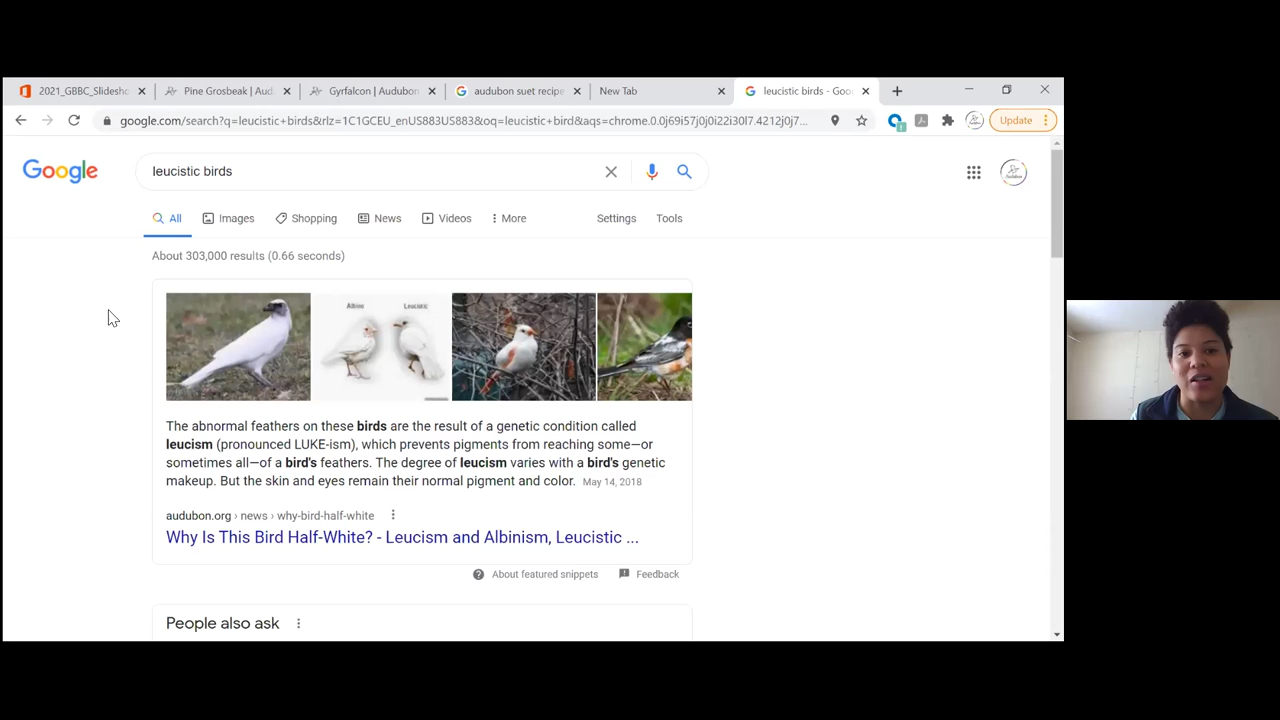 2021_GBBC_Slidesho
Pine Grosbeak | Aud
Gyrfalcon | Audubon
audubon suet recipe
New Tab
leucistic birds - Goo
google.com/search?q=leucistic+birds&rlz=1C1GCEU_enUS883US883&oq=leucistic+bird&aqs=chrome.0.0j69i57j0j0i22i30l7.4212j0j7...
Update
Google
leucistic birds
All
Images
Shopping
News
Videos
More
Settings
Tools
About 303,000 results (0.66 seconds)
Albino
Leucistic
The abnormal feathers on these birds are the result of a genetic condition called
leucism (pronounced LUKE-ism), which prevents pigments from reaching some—or
sometimes all—of a bird's feathers. The degree of leucism varies with a bird's genetic
makeup. But the skin and eyes remain their normal pigment and color. May 14, 2018
audubon.org › news › why-bird-half-white
Why Is This Bird Half-White? - Leucism and Albinism, Leucistic ...
About featured snippets
Feedback
People also ask